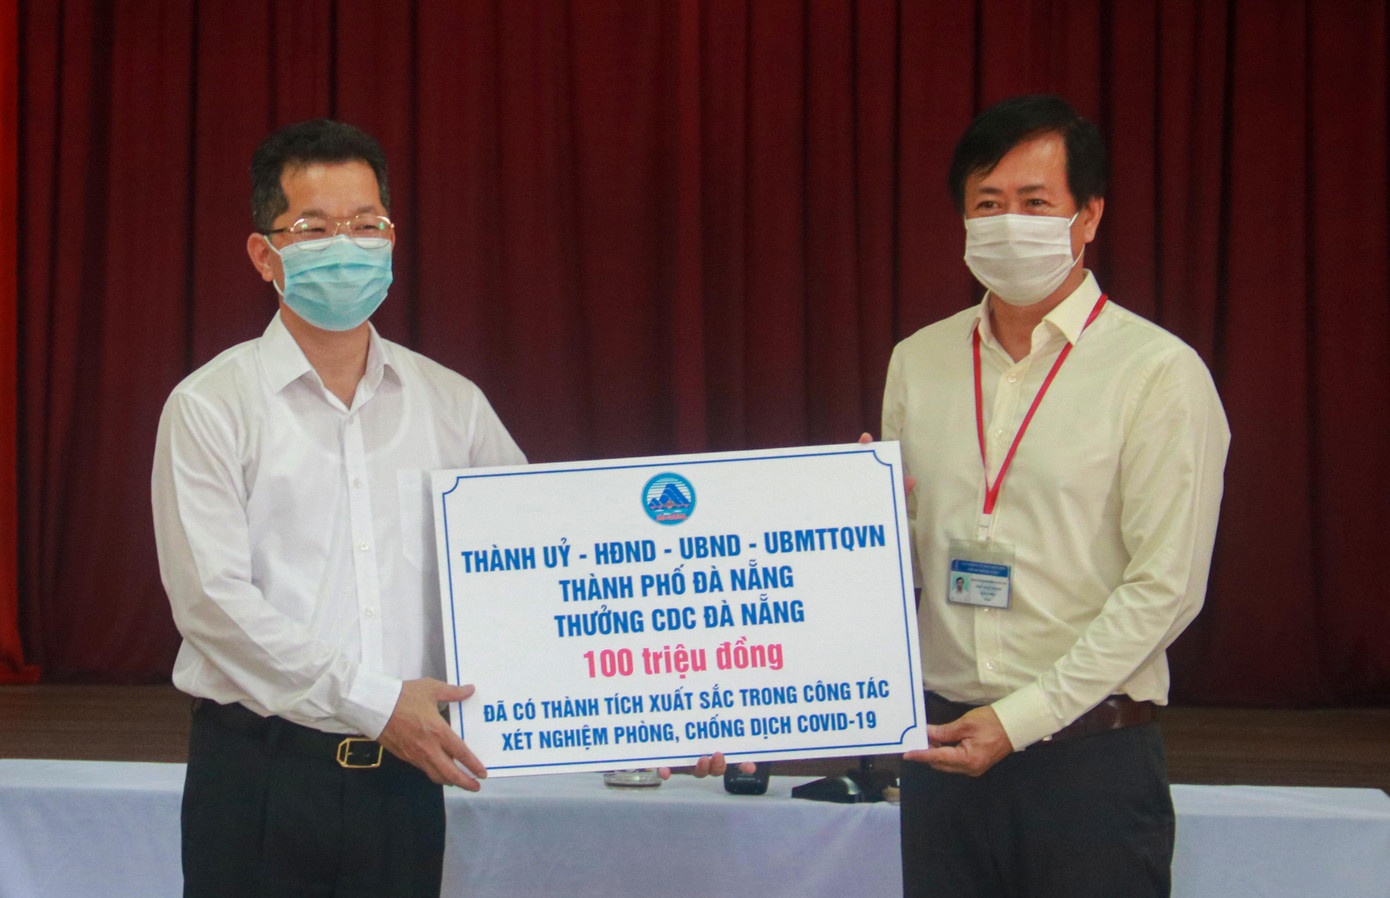 THÀNH UỶ - HĐND - UBND - UBMTTQVN
THÀNH PHỐ ĐÀ NẴNG
THƯỞNG CDC ĐÀ NẴNG
100 triệu đồng
ĐÃ CÓ THÀNH TÍCH XUẤT SẮC TRONG CÔNG TÁC
XÉT NGHIỆM PHÒNG, CHỐNG DỊCH COVID-19